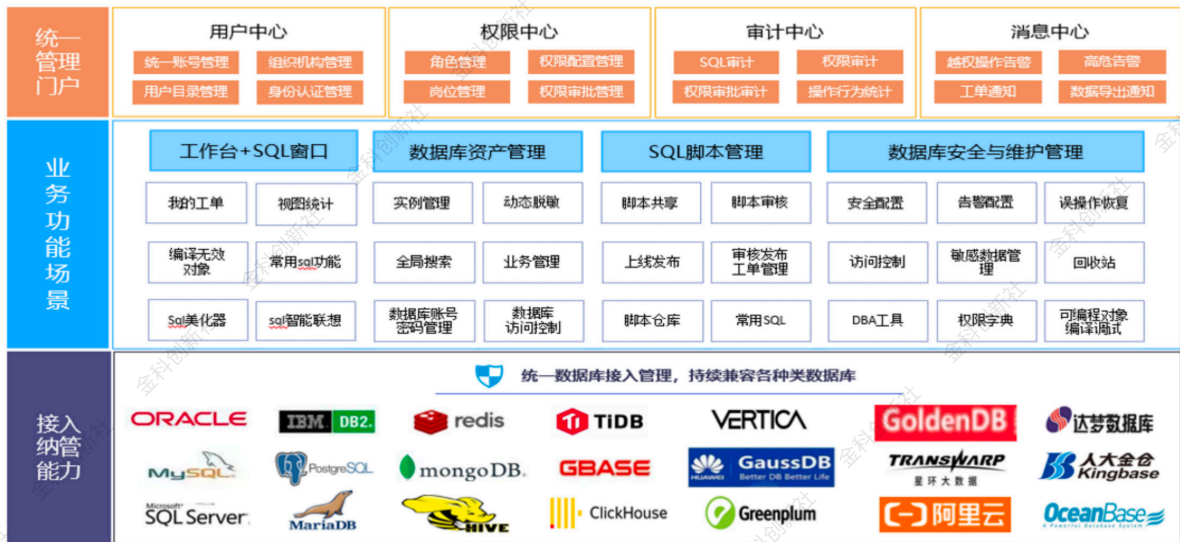 统一
管理
门户
用户中心
统一账号管理
组织机构管理
用户目录管理
身份认证管理
权限中心
角色管理
权限配置管理
岗位管理
权限审批管理
审计中心
SQL审计
权限审计
权限审批审计
操作行为统计
消息中心
越权操作告警
高危告警
工单通知
数据导出通知
业务功能场景
工作台+SQL窗口
我的工单
视图统计
编译无效
对象
常用sql功能
Sql美化器
sql智能联想
数据库资产管理
实例管理
动态脱敏
全局搜索
业务管理
数据库账号
密码管理
数据库
访问控制
SQL脚本管理
脚本共享
脚本审核
上线发布
审核发布
工单管理
脚本仓库
常用SQL
数据库安全与维护管理
安全配置
告警配置
误操作恢复
访问控制
敏感数据管
理
回收站
DBA工具
权限字典
可编程对象
编译调式
接入
纳管
能力
统一数据库接入管理，持续兼容各种类数据库
ORACLE
IBM DB2.
redis
TiDB
VERTICA
GoldenDB
达梦数据库
MySQL
PostgreSQL
mongoDB.
GBASE
HUAWEI
GaussDB
Better DB Better Life
TRANSWARP
星环大数据
人大金仓
Kingbase
Microsoft
SQL Server
MariaDB
HIVE
ClickHouse
Greenplum
阿里云
OceanBase
A Powerful Database System
金科创新社